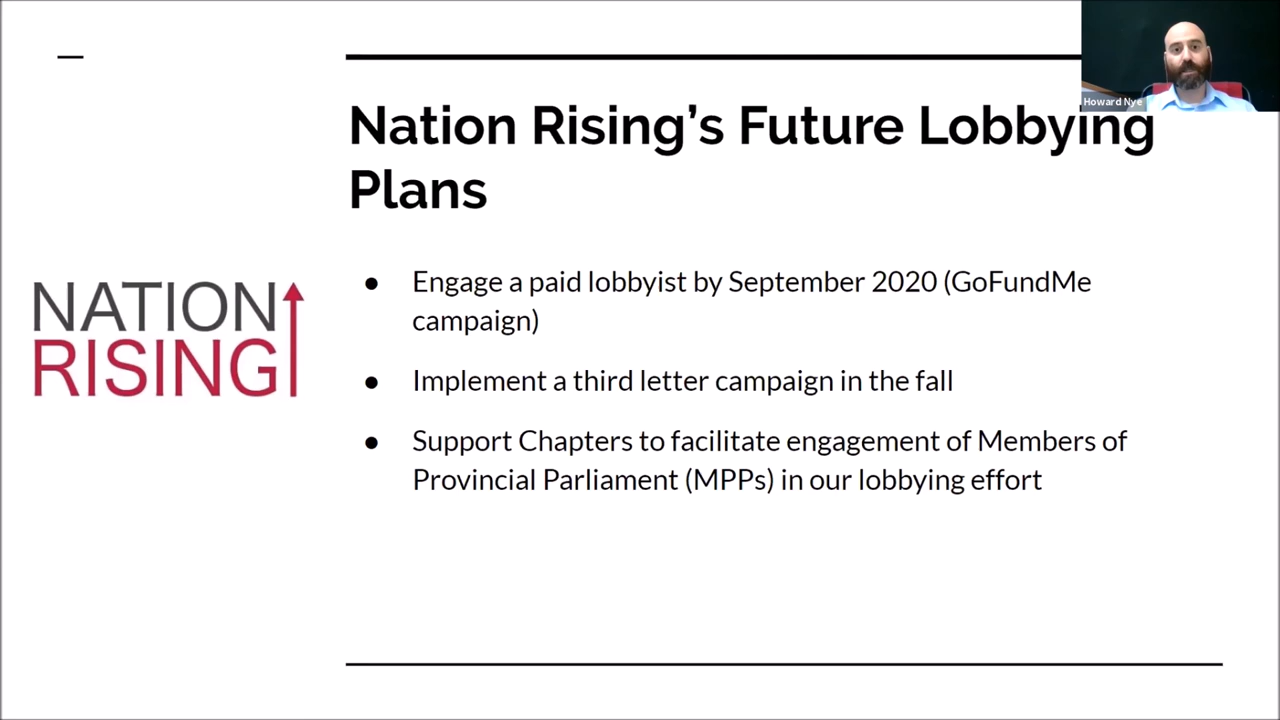 Howard Nye
Nation Rising’s Future Lobbying
Plans
NATION
RISING
● Engage a paid lobbyist by September 2020 (GoFundMe
campaign)
● Implement a third letter campaign in the fall
● Support Chapters to facilitate engagement of Members of
Provincial Parliament (MPPs) in our lobbying effort